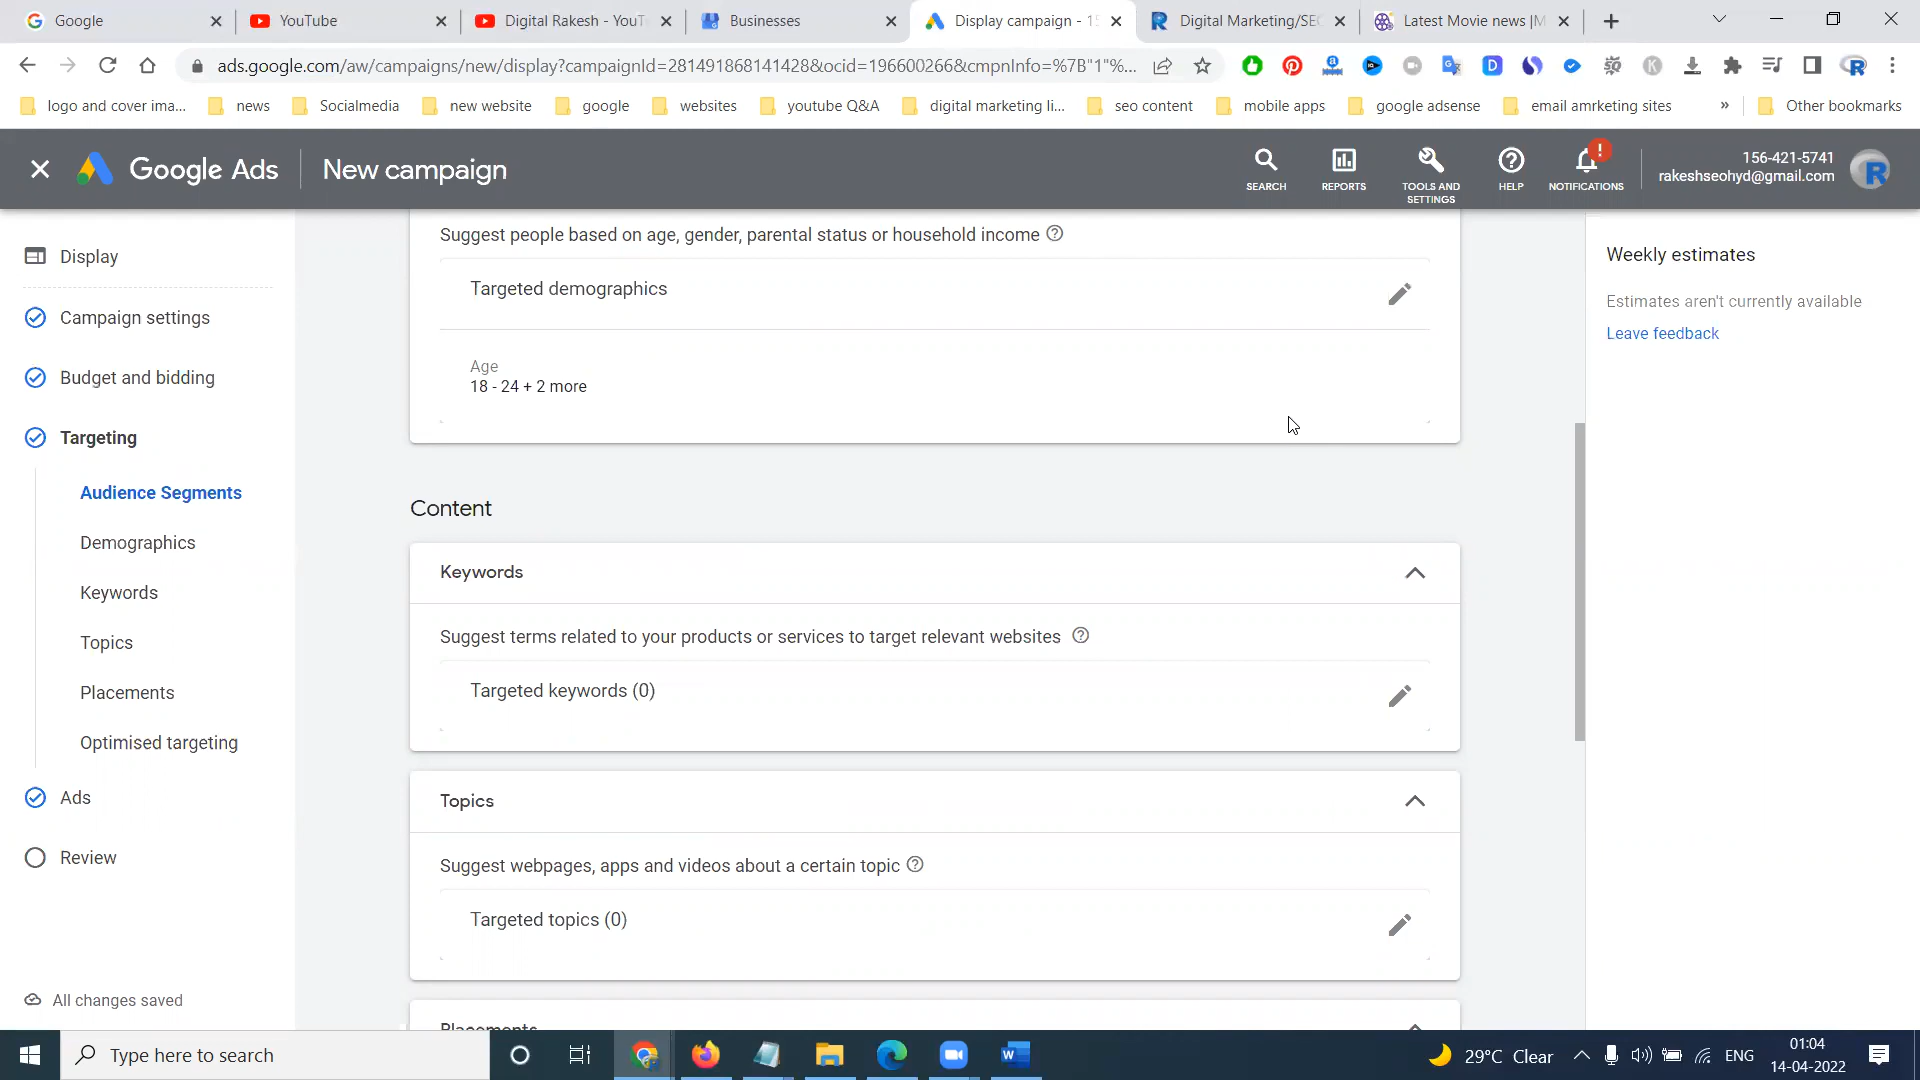 Google
YouTube
Digital Rakesh - YouT
Businesses
Display campaign - 15
Digital Marketing/SEO
Latest Movie news |M
ads.google.com/aw/campaigns/new/display?campaignId=281491868141428&ocid=196600266&cmpnInfo=%7B"1"%...
logo and cover ima...
news
Socialmedia
new website
google
websites
youtube Q&A
digital marketing li...
seo content
mobile apps
google adsense
email amrketing sites
»
Other bookmarks
Google Ads
New campaign
SEARCH
REPORTS
TOOLS AND
SETTINGS
HELP
NOTIFICATIONS
156-421-5741
rakeshseohyd@gmail.com
Display
Campaign settings
Budget and bidding
Targeting
Audience Segments
Demographics
Keywords
Topics
Placements
Optimised targeting
Ads
Review
All changes saved
Suggest people based on age, gender, parental status or household income
Targeted demographics
Age
18 - 24 + 2 more
Content
Keywords
Suggest terms related to your products or services to target relevant websites
Targeted keywords (0)
Topics
Suggest webpages, apps and videos about a certain topic
Targeted topics (0)
Placements
Weekly estimates
Estimates aren't currently available
Leave feedback
Type here to search
29°C Clear
ENG
01:04
14-04-2022